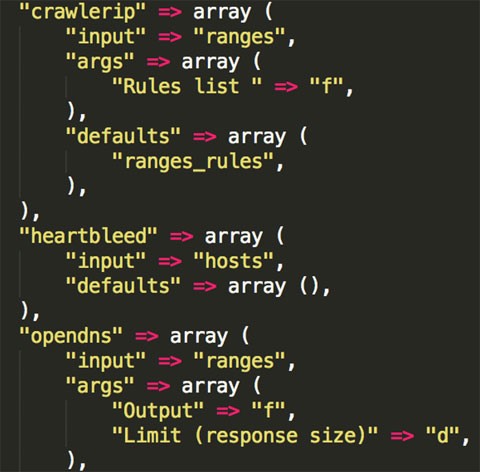 "crawlerip" => array (
"input" => "ranges",
"args" => array (
"Rules list " => "f",
),
"defaults" => array (
"ranges_rules",
),
),
"heartbleed" => array (
"input" => "hosts",
"defaults" => array (),
),
"opendns" => array (
"input" => "ranges",
"args" => array (
"Output" => "f",
"Limit (response size)" => "d",
),